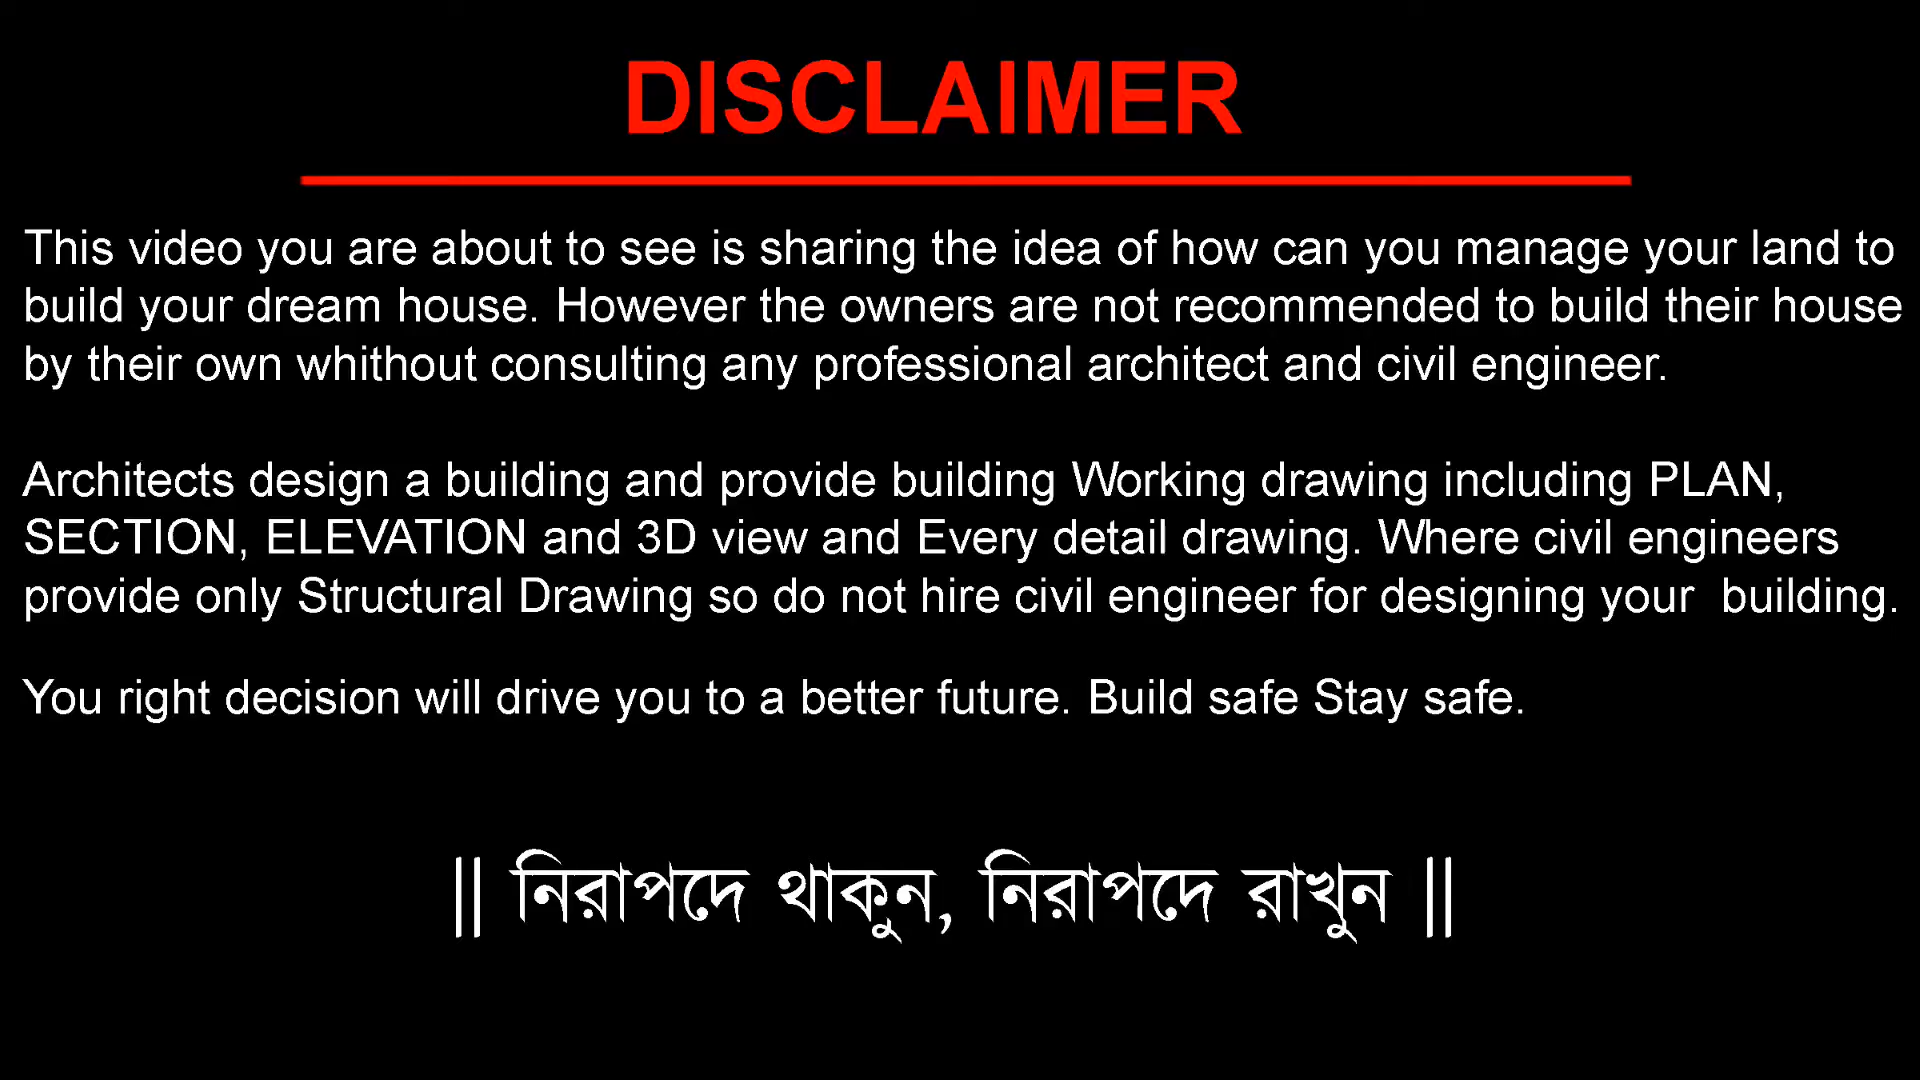 DISCLAIMER
This video you are about to see is sharing the idea of how can you manage your land to
build your dream house. However the owners are not recommended to build their house
by their own whithout consulting any professional architect and civil engineer.
Architects design a building and provide building Working drawing including PLAN,
SECTION, ELEVATION and 3D view and Every detail drawing. Where civil engineers
provide only Structural Drawing so do not hire civil engineer for designing your  building.
You right decision will drive you to a better future. Build safe Stay safe.
|| নিরাপদে থাকুন, নিরাপদে রাখুন ||